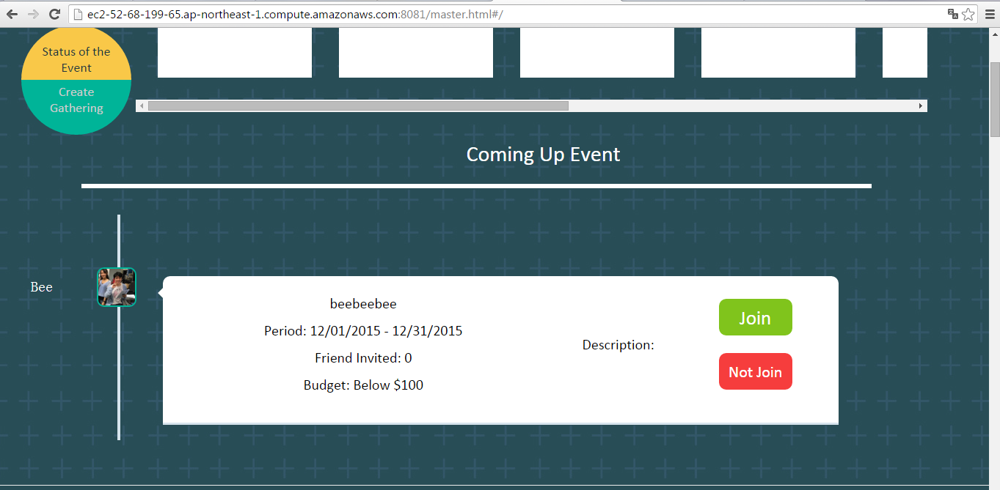 ec2-52-68-199-65.ap-northeast-1.compute.amazonaws.com:8081/master.html#/
Status of the
Event
Create
Gathering
Coming Up Event
Bee
beebeebee
Period: 12/01/2015 - 12/31/2015
Friend Invited: 0
Budget: Below $100
Description:
Join
Not Join